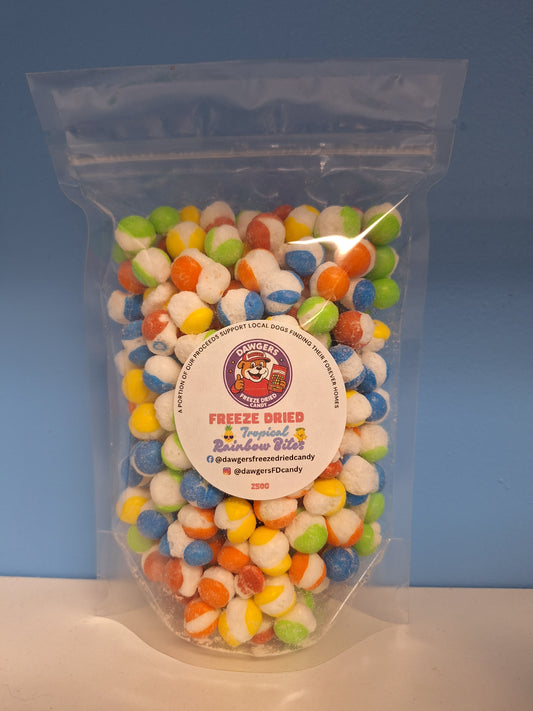 A PORTION OF OUR PROCEEDS SUPPORT LOCAL DOGS FINDING THEIR FOREVER HOMES
DAWGERS
FREEZE DRIED
CANDY
FREEZE DRIED
Tropical
Rainbow Bites
@dawgersfreezedriedcandy
@dawgersFDcandy
250G